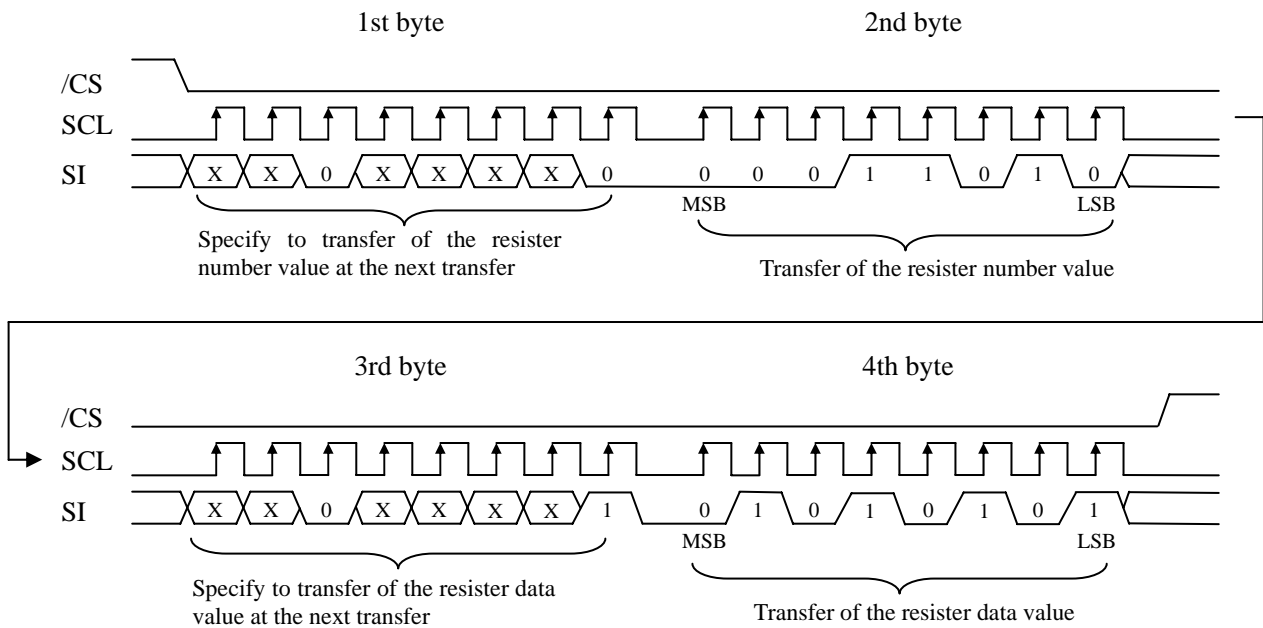 1st byte 2nd byte
/CS
SCL
SI X X 0 X X X X 0 0 0 0 1 1 0 1 0
MSB LSB
Specify to transfer of the resister
number value at the next transfer
Transfer of the resister number value
3rd byte 4th byte
/CS
SCL
SI X X 0 X X X X 1 0 1 0 1 0 1 0 1
MSB LSB
Specify to transfer of the resister data
value at the next transfer
Transfer of the resister data value